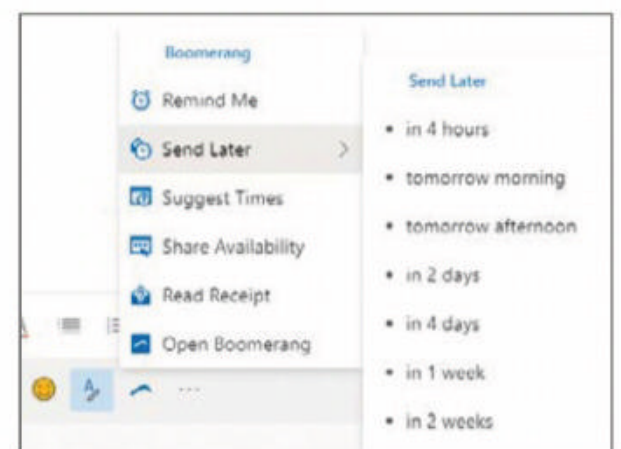 Boomerang
Remind Me
Send Later
Suggest Times
Share Availability
Read Receipt
Open Boomerang
Send Later
• in 4 hours
• tomorrow morning
• tomorrow afternoon
• in 2 days
• in 4 days
• in 1 week
• in 2 weeks